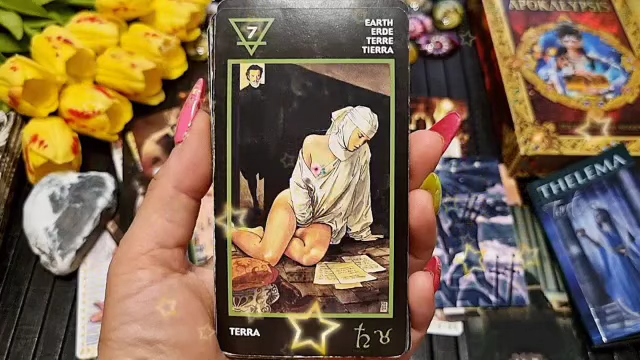 7
EARTH
ERDE
TERRE
TIERRA
APOKALYPSIS
THELEMA
TERRA